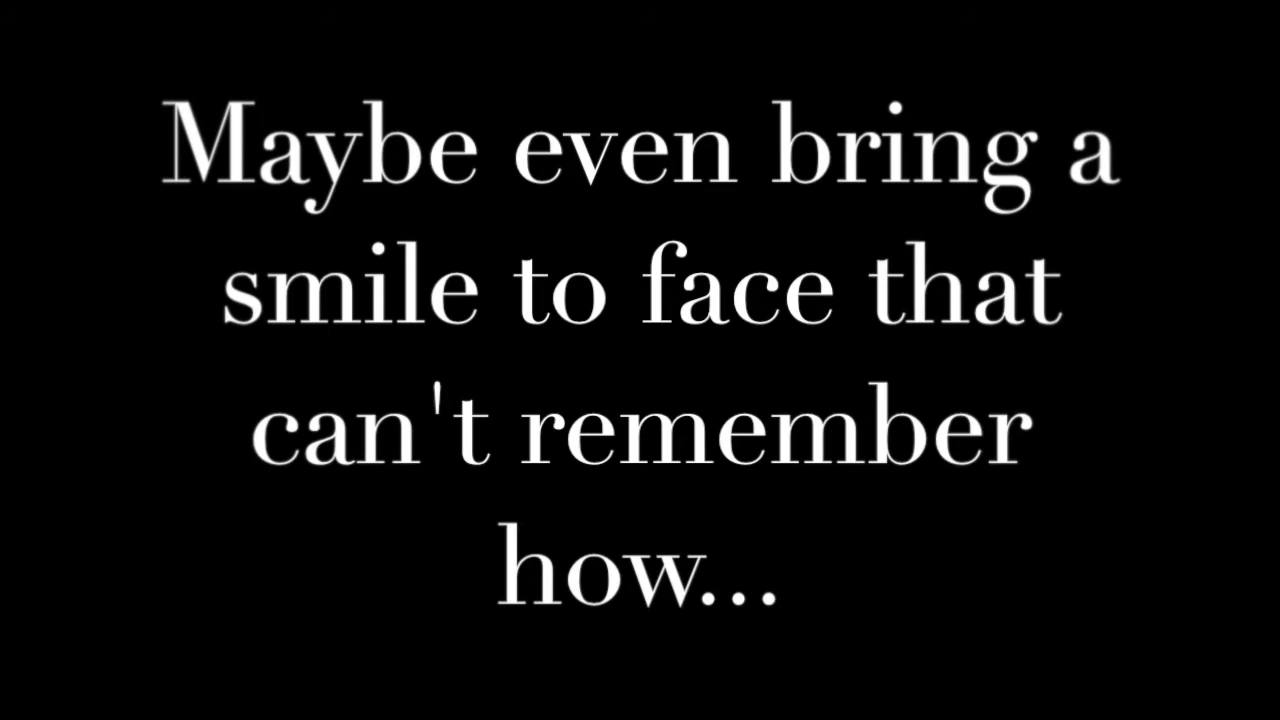 Maybe even bring a
smile to face that
can't remember
how...